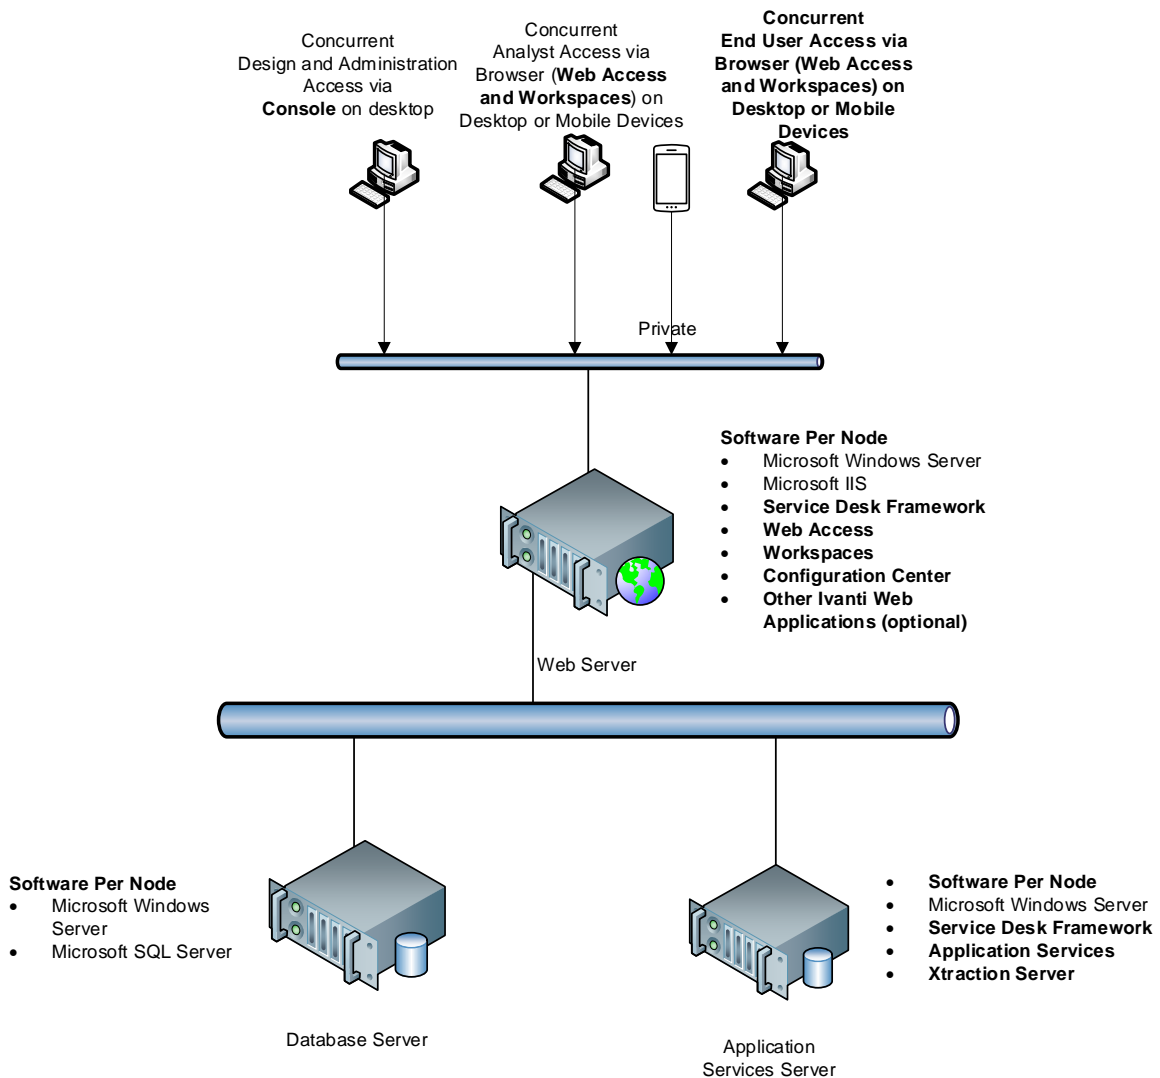 Concurrent
Design and Administration
Access via
Console on desktop
Concurrent
Analyst Access via
Browser (Web Access
and Workspaces) on
Desktop or Mobile Devices
Concurrent
End User Access via
Browser (Web Access
and Workspaces) on
Desktop or Mobile
Devices
Private
Software Per Node
• Microsoft Windows Server
• Microsoft IIS
• Service Desk Framework
• Web Access
• Workspaces
• Configuration Center
• Other Ivanti Web
Applications (optional)
Web Server
Software Per Node
• Microsoft Windows
Server
• Microsoft SQL Server
Database Server
• Software Per Node
• Microsoft Windows Server
• Service Desk Framework
• Application Services
• Xtraction Server
Application
Services Server